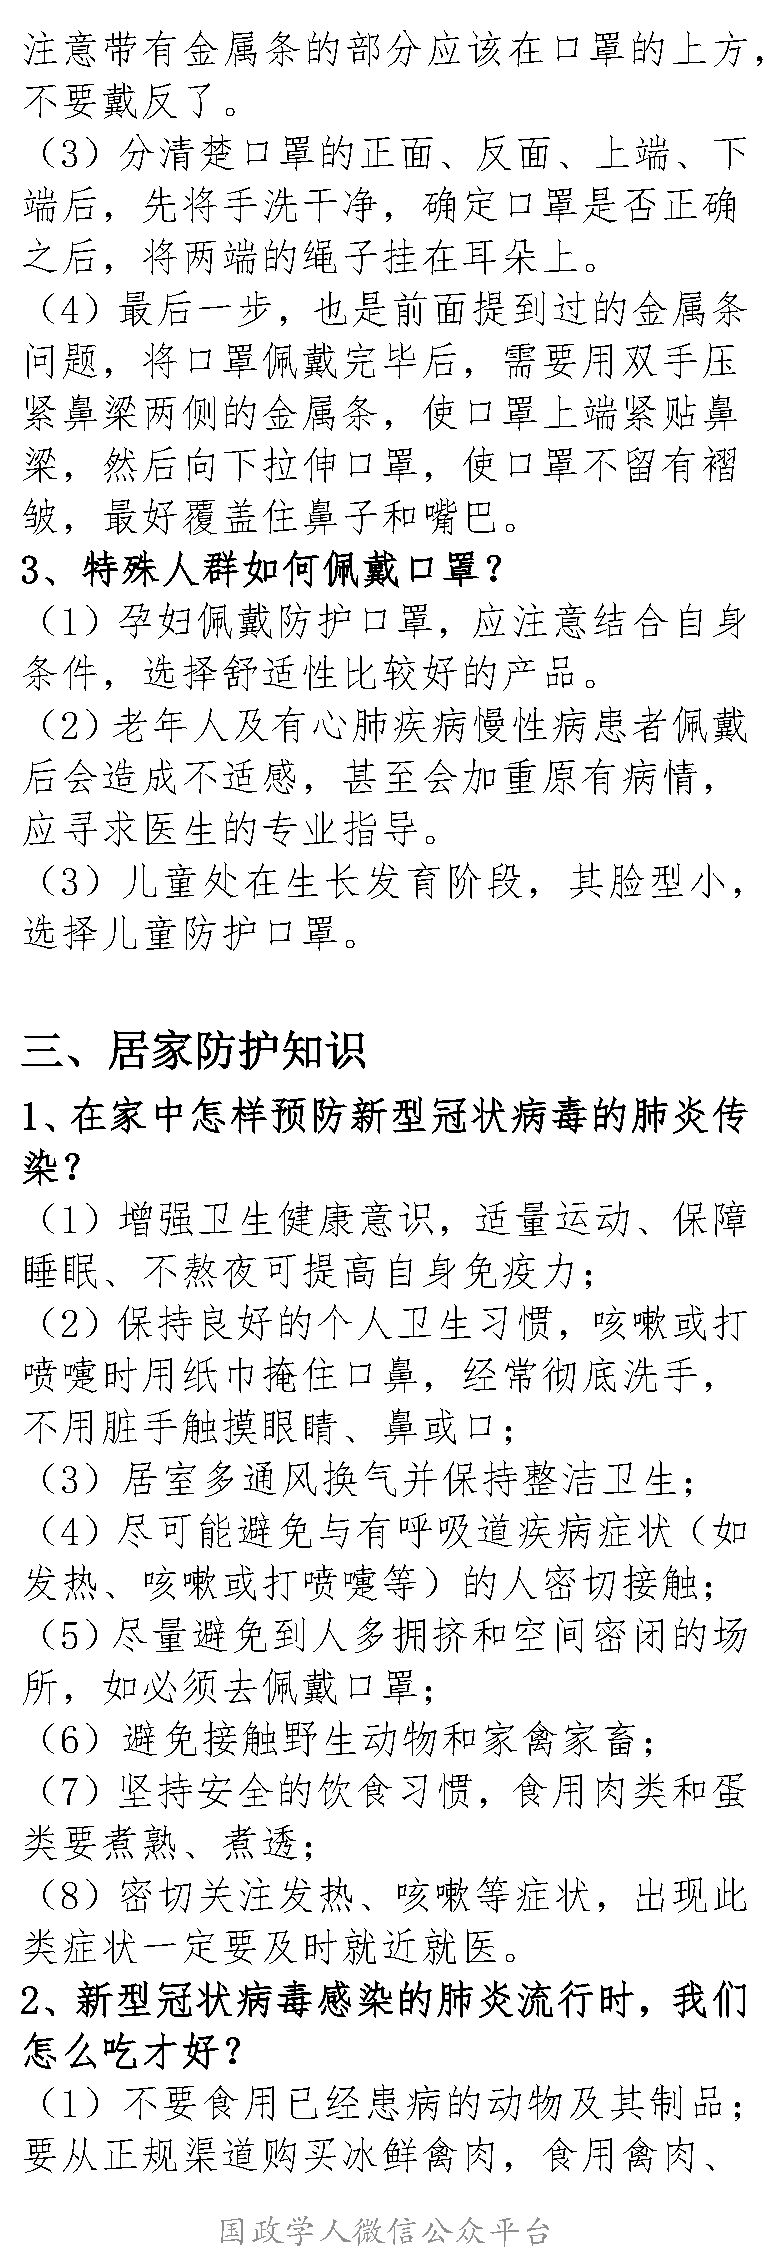 注意带有金属条的部分应该在口罩的上方，
不要戴反了。
（3）分清楚口罩的正面、反面、上端、下
端后，先将手洗干净，确定口罩是否正确
之后，将两端的绳子挂在耳朵上。
（4）最后一步，也是前面提到过的金属条
问题，将口罩佩戴完毕后，需要用双手压
紧鼻梁两侧的金属条，使口罩上端紧贴鼻
梁，然后向下拉伸口罩，使口罩不留有褶
皱，最好覆盖住鼻子和嘴巴。
3、特殊人群如何佩戴口罩？
（1）孕妇佩戴防护口罩，应注意结合自身
条件，选择舒适性比较好的产品。
（2）老年人及有心肺疾病慢性病患者佩戴
后会造成不适感，甚至会加重原有病情，
应寻求医生的专业指导。
（3）儿童处在生长发育阶段，其脸型小，
选择儿童防护口罩。
三、居家防护知识
1、在家中怎样预防新型冠状病毒的肺炎传
染？
（1）增强卫生健康意识，适量运动、保障
睡眠、不熬夜可提高自身免疫力；
（2）保持良好的个人卫生习惯，咳嗽或打
喷嚏时用纸巾掩住口鼻，经常彻底洗手，
不用脏手触摸眼睛、鼻或口；
（3）居室多通风换气并保持整洁卫生；
（4）尽可能避免与有呼吸道疾病症状（如
发热、咳嗽或打喷嚏等）的人密切接触；
（5）尽量避免到人多拥挤和空间密闭的场
所，如必须去佩戴口罩；
（6）避免接触野生动物和家禽家畜；
（7）坚持安全的饮食习惯，食用肉类和蛋
类要煮熟、煮透；
（8）密切关注发热、咳嗽等症状，出现此
类症状一定要及时就近就医。
2、新型冠状病毒感染的肺炎流行时，我们
怎么吃才好？
（1）不要食用已经患病的动物及其制品；
要从正规渠道购买冰鲜禽肉，食用禽肉、
国政学人微信公众平台